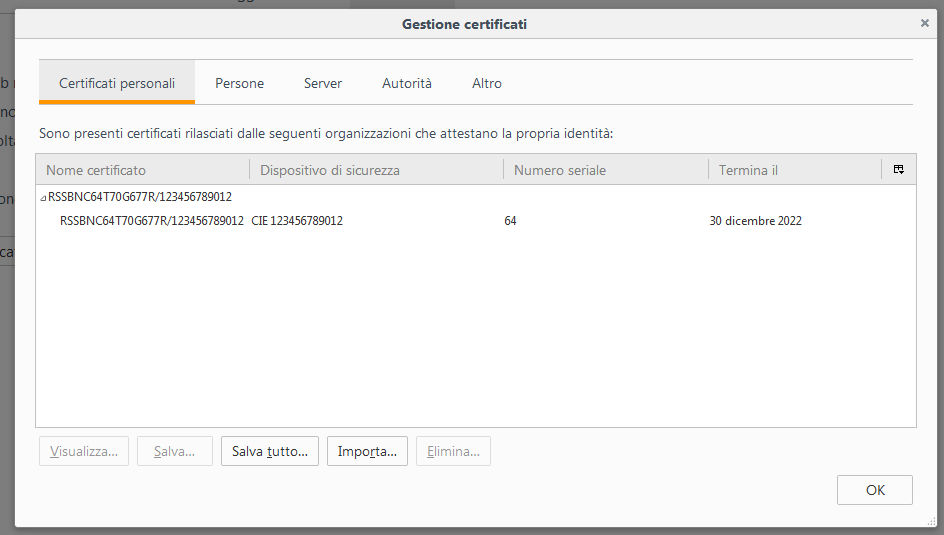 Gestione certificati
Certificati personali Persone Server Autorità Altro
Sono presenti certificati rilasciati dalle seguenti organizzazioni che attestano la propria identità:
Nome certificato Dispositivo di sicurezza Numero seriale Termina il
RSSBNC64T70G677R/123456789012
RSSBNC64T70G677R/123456789012 CIE 123456789012 64 30 dicembre 2022
Visualizza... Salva... Salva tutto... Importa... Elimina...
OK